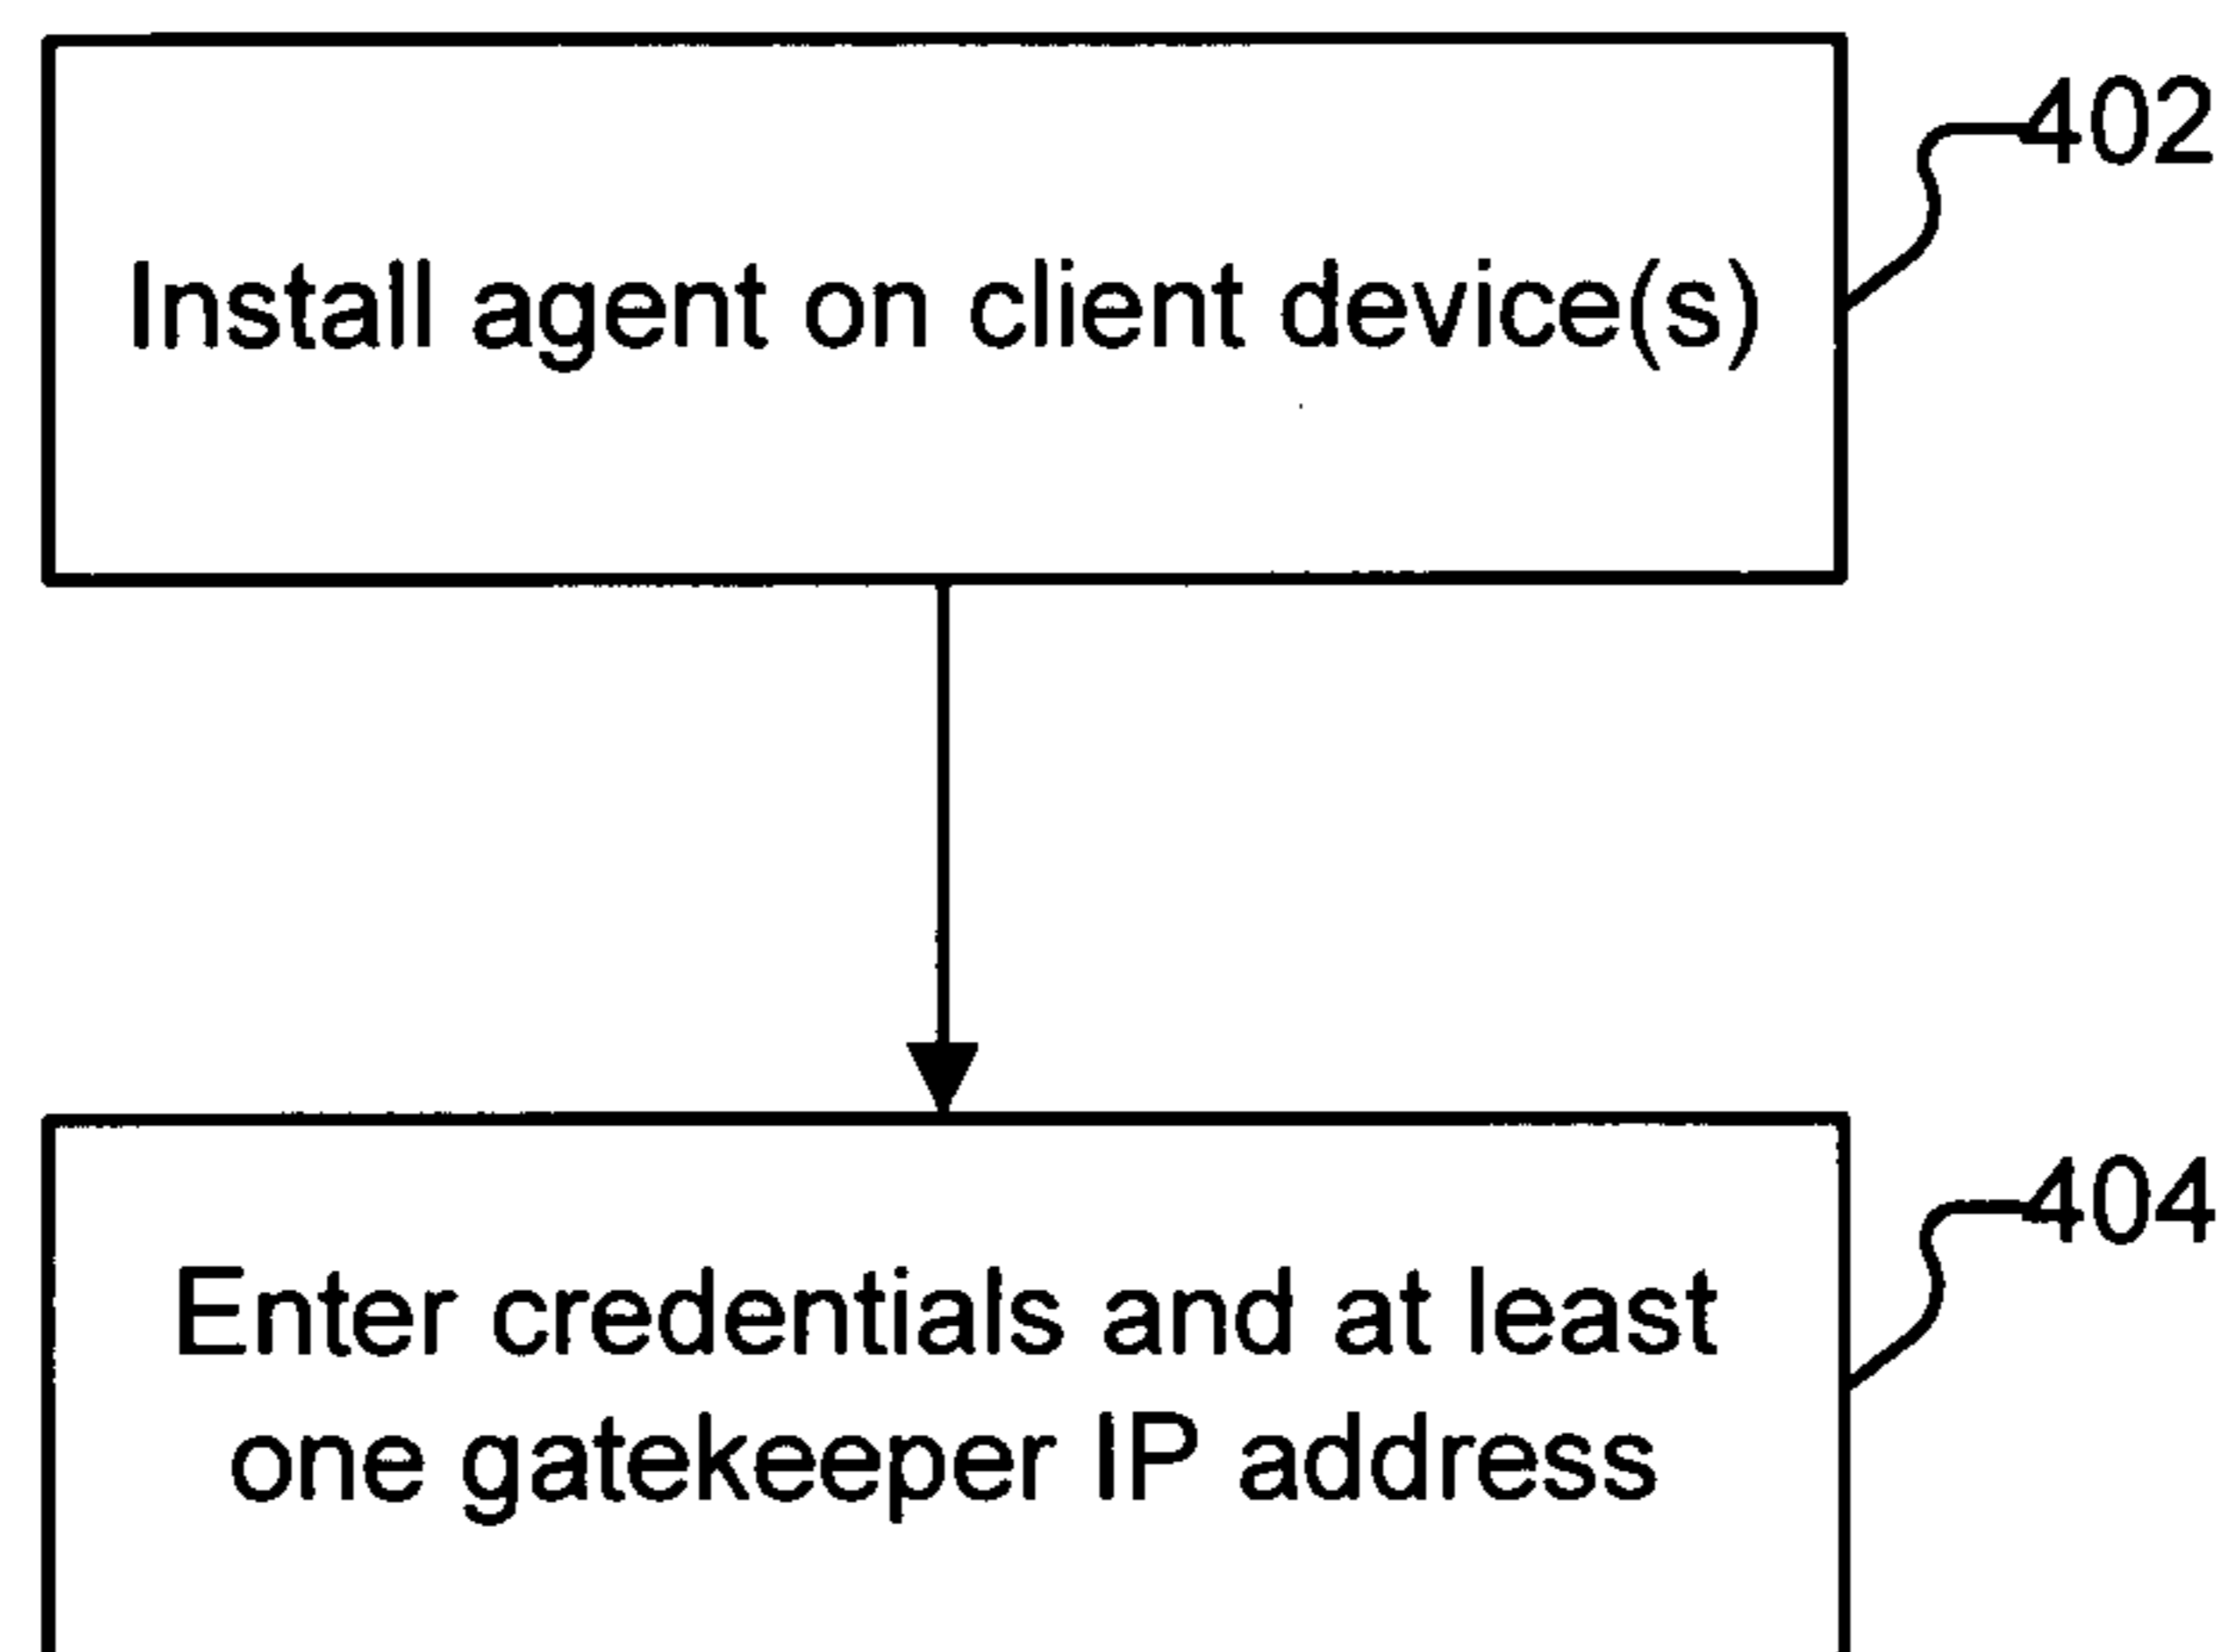 402
Install agent on client device(s)
404
Enter credentials and at least
one gatekeeper IP address